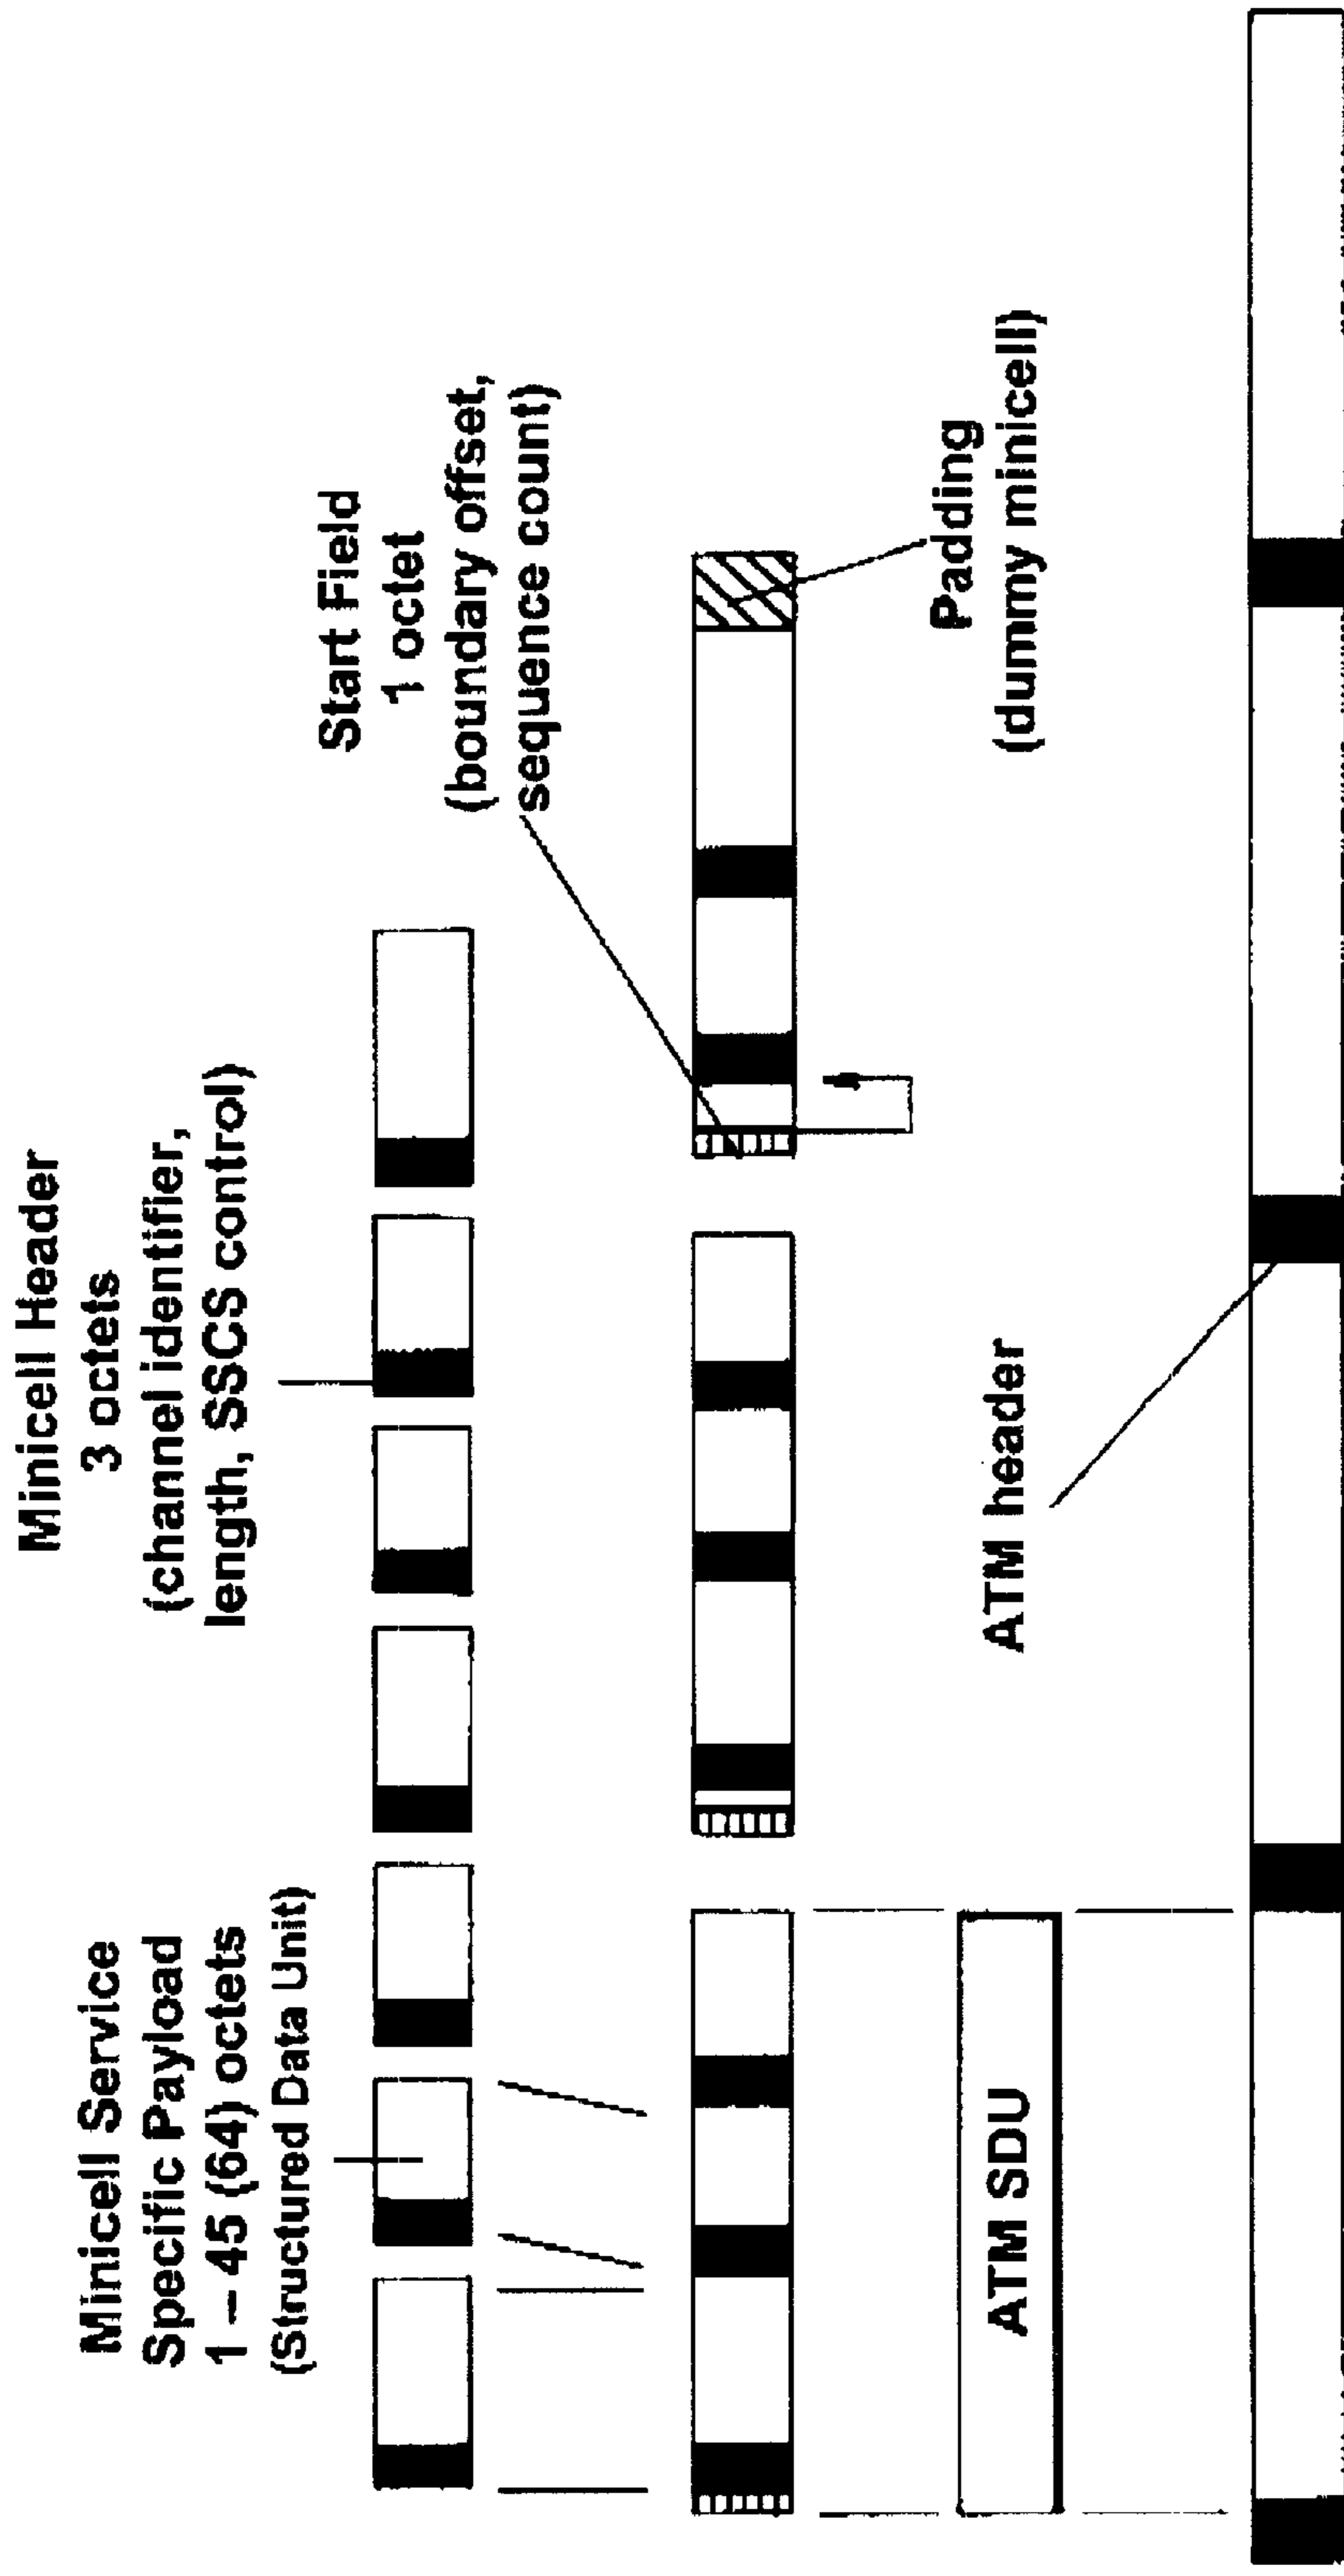 Minicell Service
Specific Payload
1 – 45 (64) octets
(Structured Data Unit)
Minicell Header
3 octets
(channel identifier,
length, SSCS control)
Start Field
1 octet
(boundary offset,
sequence count)
Padding
(dummy minicell)
ATM SDU
ATM header